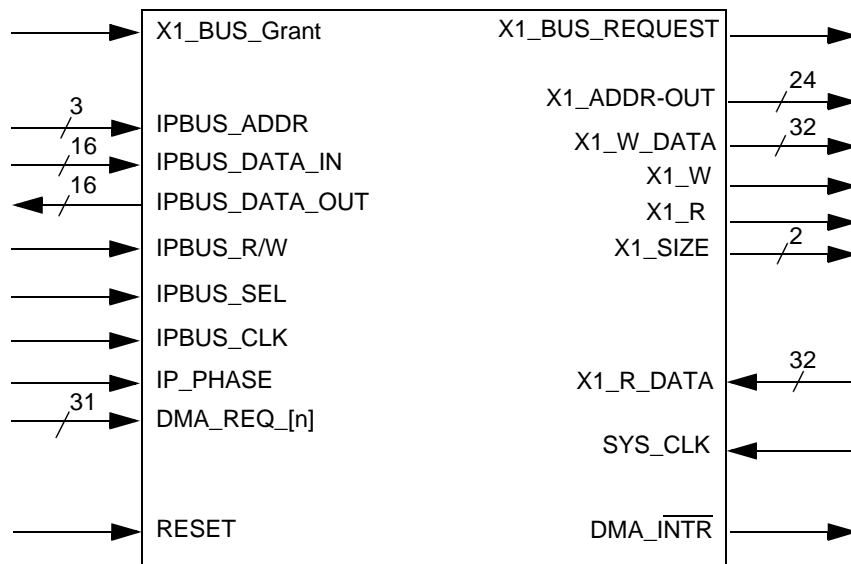 X1_BUS_Grant
X1_BUS_REQUEST
24
X1_ADDR-OUT
3
IPBUS_ADDR
32
X1_W_DATA
16
IPBUS_DATA_IN
X1_W
16
IPBUS_DATA_OUT
X1_R
IPBUS_R/W
2
X1_SIZE
IPBUS_SEL
IPBUS_CLK
IP_PHASE
32
X1_R_DATA
31
DMA_REQ_[n]
SYS_CLK
RESET
DMA_INTR